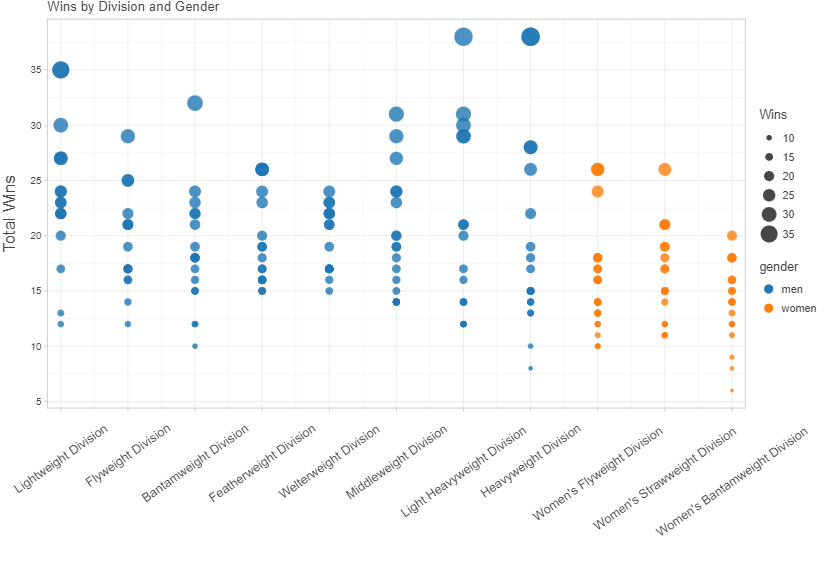 Wins by Division and Gender
Total Wins
35
30
25
20
15
10
5
Lightweight Division
Flyweight Division
Bantamweight Division
Featherweight Division
Welterweight Division
Middleweight Division
Light Heavyweight Division
Heavyweight Division
Women's Flyweight Division
Women's Strawweight Division
Women's Bantamweight Division
Wins
10
15
20
25
30
35
gender
men
women